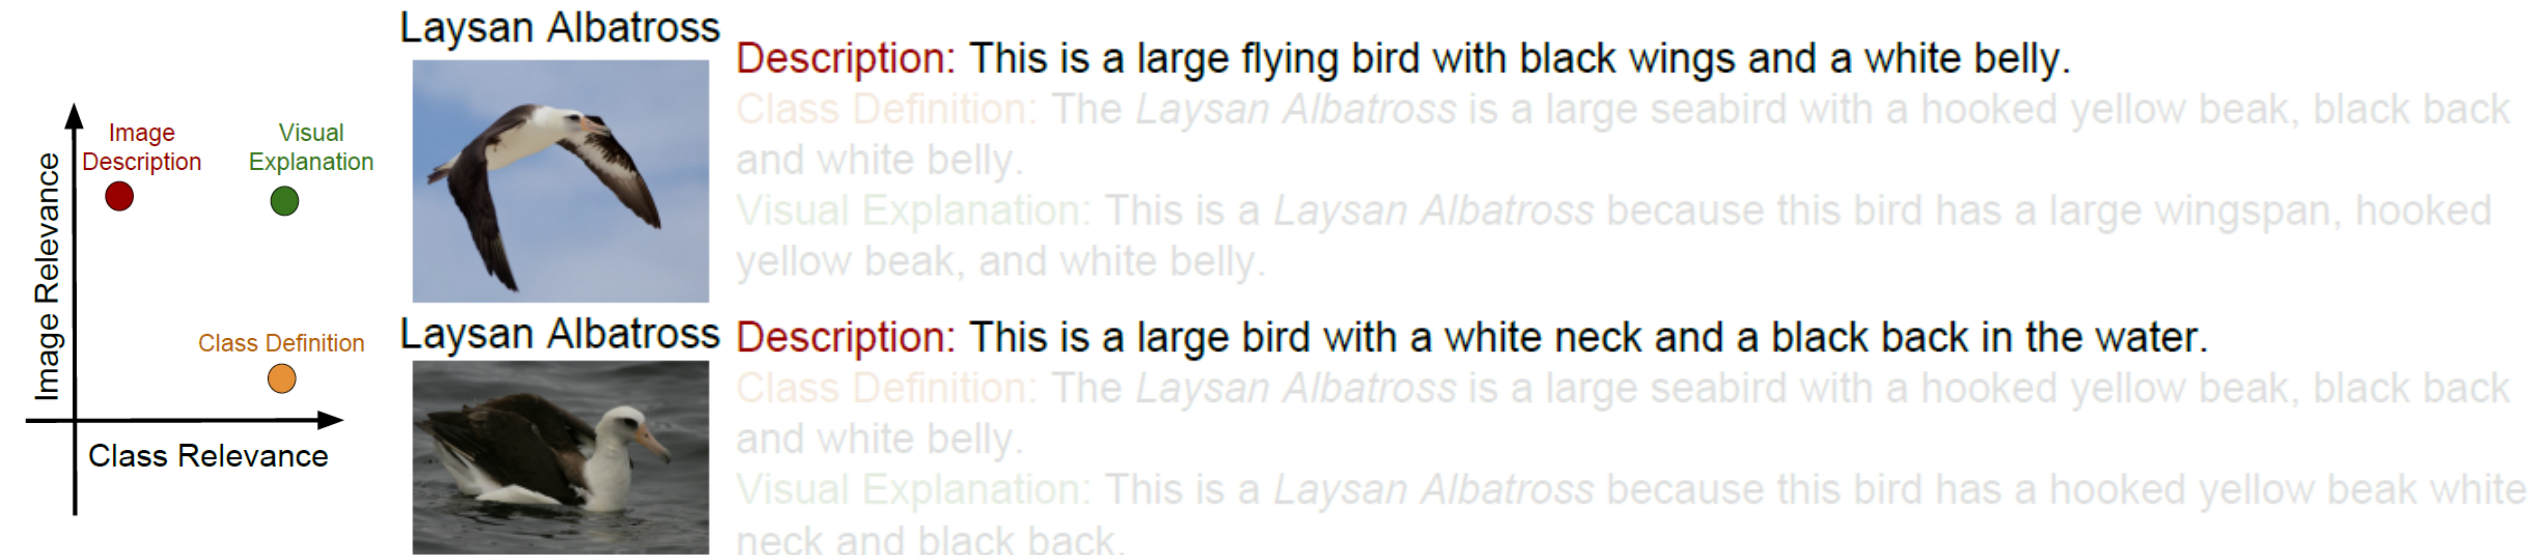 Image Relevance
Image
Description
Visual
Explanation
Class Definition
Class Relevance
Laysan Albatross
Description: This is a large flying bird with black wings and a white belly.
Class Definition: The Laysan Albatross is a large seabird with a hooked yellow beak, black back
and white belly.
Visual Explanation: This is a Laysan Albatross because this bird has a large wingspan, hooked
yellow beak, and white belly.
Laysan Albatross
Description: This is a large bird with a white neck and a black back in the water.
Class Definition: The Laysan Albatross is a large seabird with a hooked yellow beak, black back
and white belly.
Visual Explanation: This is a Laysan Albatross because this bird has a hooked yellow beak white
neck and black back.